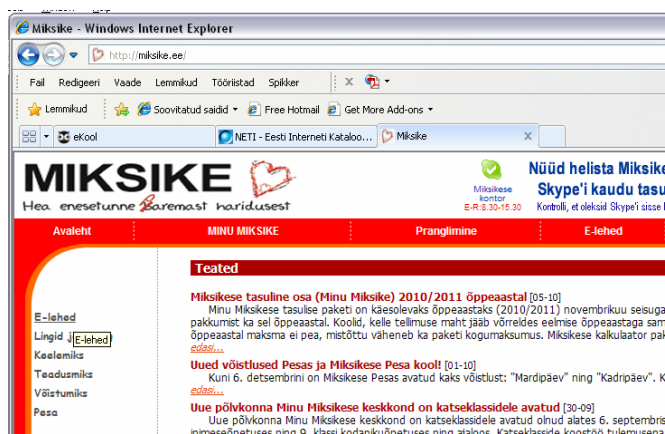 Miksike - Windows Internet Explorer
http://miksike.ee/
Fail Redigeeri Vaade Lemmikud Tööriistad Spikker
Lemmikud Soovitatud saidid Free Hotmail Get More Add-ons
eKool NETI - Eesti Interneti Kataloo... Miksike
MIKSIKE
Hea enesetunne paremast haridusest
Miksikese
kontor
E-R:8.30-15.30
Nüüd helista Miksike
Skype'i kaudu tasu
Kontrolli, et oleksid Skype'i sisse
Avaleht MINU MIKSIKE Pranglimine E-lehed
E-lehed
Lingid
E-lehed
Keelemiks
Teadusmiks
Võistumiks
Pesa
Teated
Miksikese tasuline osa (Minu Miksike) 2010/2011 õppeaastal [05-10]
Minu Miksikese tasulise paketi on käesolevaks õppeaastaks (2010/2011) novembrikuu seisuga
pakkumist ka sel õppeaastal. Koolid, kelle tellimuse maht jääb võrreldes eelmise õppeaastaga sam
õppeaastal maksma ei pea, mistõttu väheneb ka paketi kogumaksumus. Miksikese kalkulaator pak
edasi...
Uued võistlused Pesas ja Miksikese Pesa kool! [01-10]
Kuni 6. detsembrini on Miksikese Pesas avatud kaks võistlust: "Mardipäev" ning "Kadripäev". K
edasi...
Uue põlvkonna Minu Miksikese keskkond on katseklassidele avatud [30-09]
Uue põlvkonna Minu Miksikese keskkond on katseklassidele avatud olnud alates 6. septembris
inimeseõpetuses ning 9. klassi kodanikuõpetuses ning ajaloos. Katseklasside koostöö tulemusena